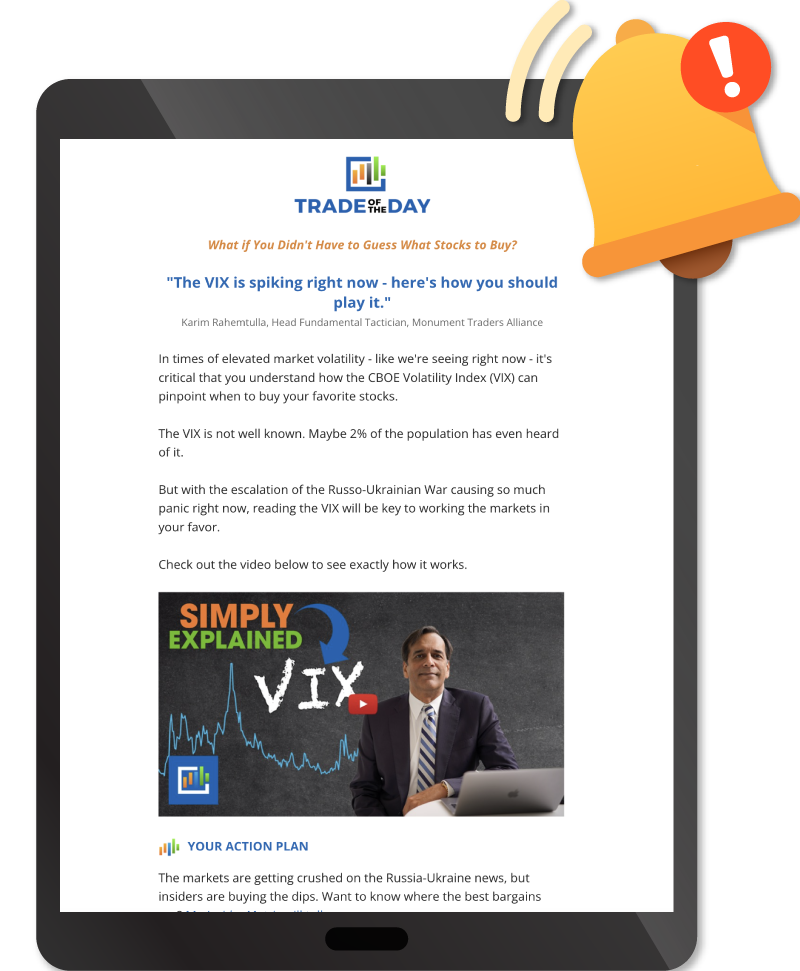 TRADE OF THE DAY
What if You Didn't Have to Guess What Stocks to Buy?
"The VIX is spiking right now - here's how you should
play it."
Karim Rahemtulla, Head Fundamental Tactician, Monument Traders Alliance
In times of elevated market volatility - like we're seeing right now - it's
critical that you understand how the CBOE Volatility Index (VIX) can
pinpoint when to buy your favorite stocks.
The VIX is not well known. Maybe 2% of the population has even heard
of it.
But with the escalation of the Russo-Ukrainian War causing so much
panic right now, reading the VIX will be key to working the markets in
your favor.
Check out the video below to see exactly how it works.
SIMPLY
EXPLAINED
VIX
YOUR ACTION PLAN
The markets are getting crushed on the Russia-Ukraine news, but
insiders are buying the dips. Want to know where the best bargains